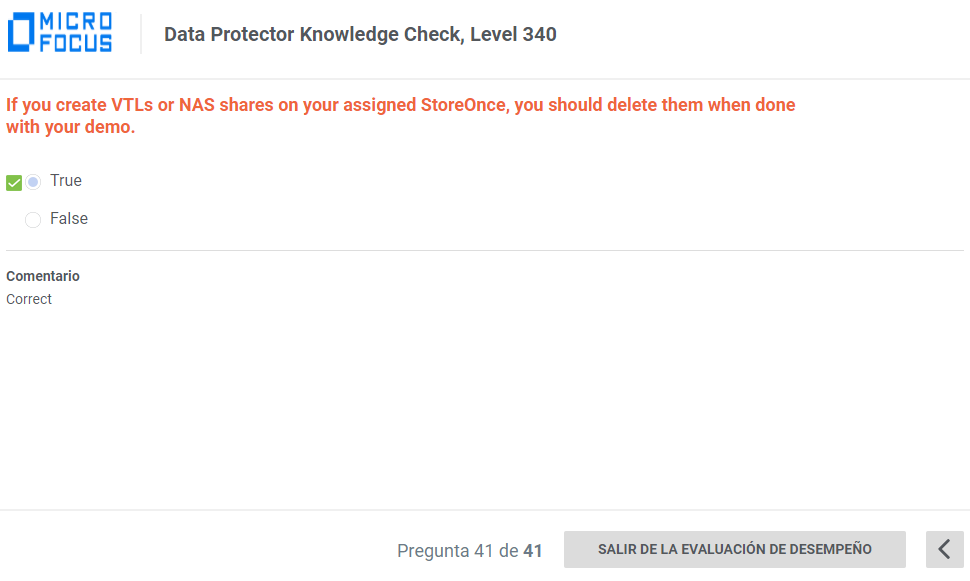 MICRO
FOCUS
Data Protector Knowledge Check, Level 340
If you create VTLs or NAS shares on your assigned StoreOnce, you should delete them when done
with your demo.
True
False
Comentario
Correct
Pregunta 41 de 41
SALIR DE LA EVALUACIÓN DE DESEMPEÑO